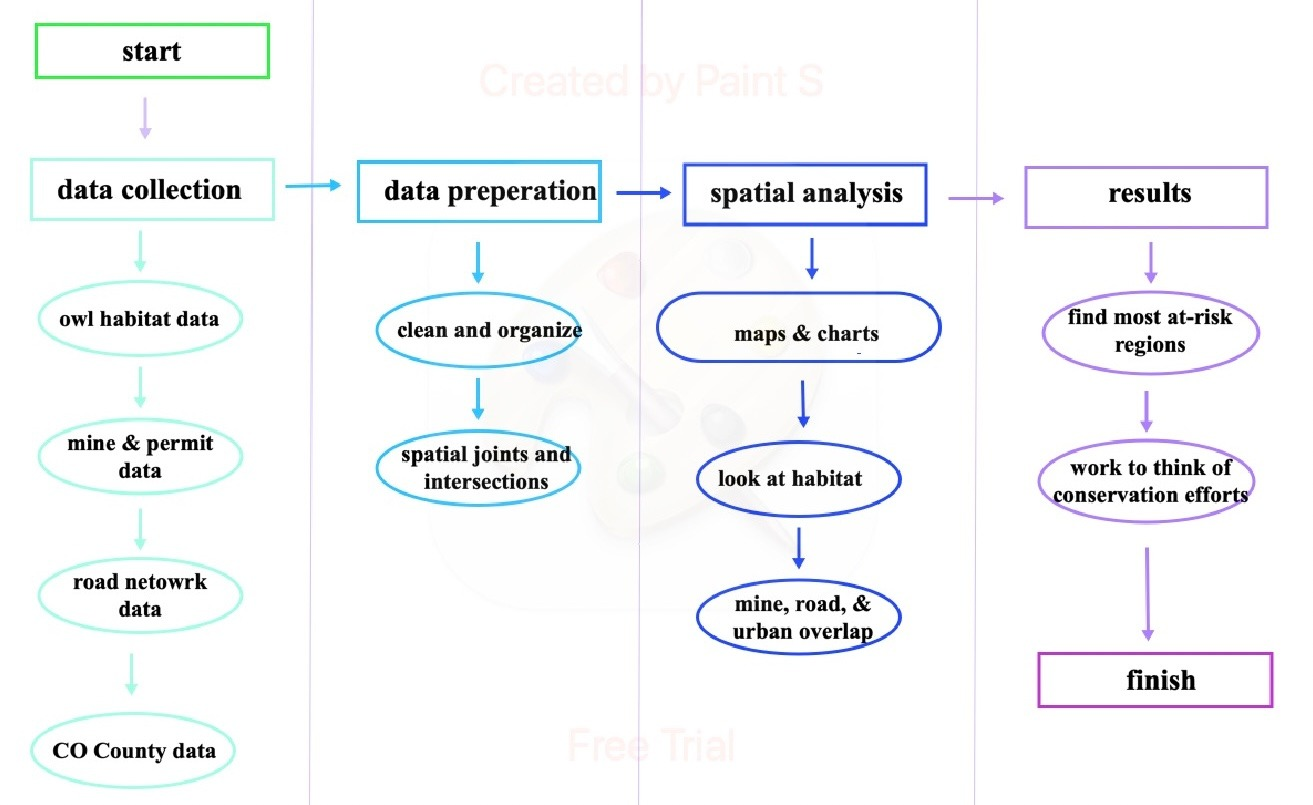 start
Created by Paint S
data collection
data preperation
spatial analysis
results
owl habitat data
mine & permit
data
road netowrk
data
CO County data
clean and organize
spatial joints and
intersections
maps & charts
look at habitat
mine, road, &
urban overlap
find most at-risk
regions
work to think of
conservation efforts
finish
Free Trial